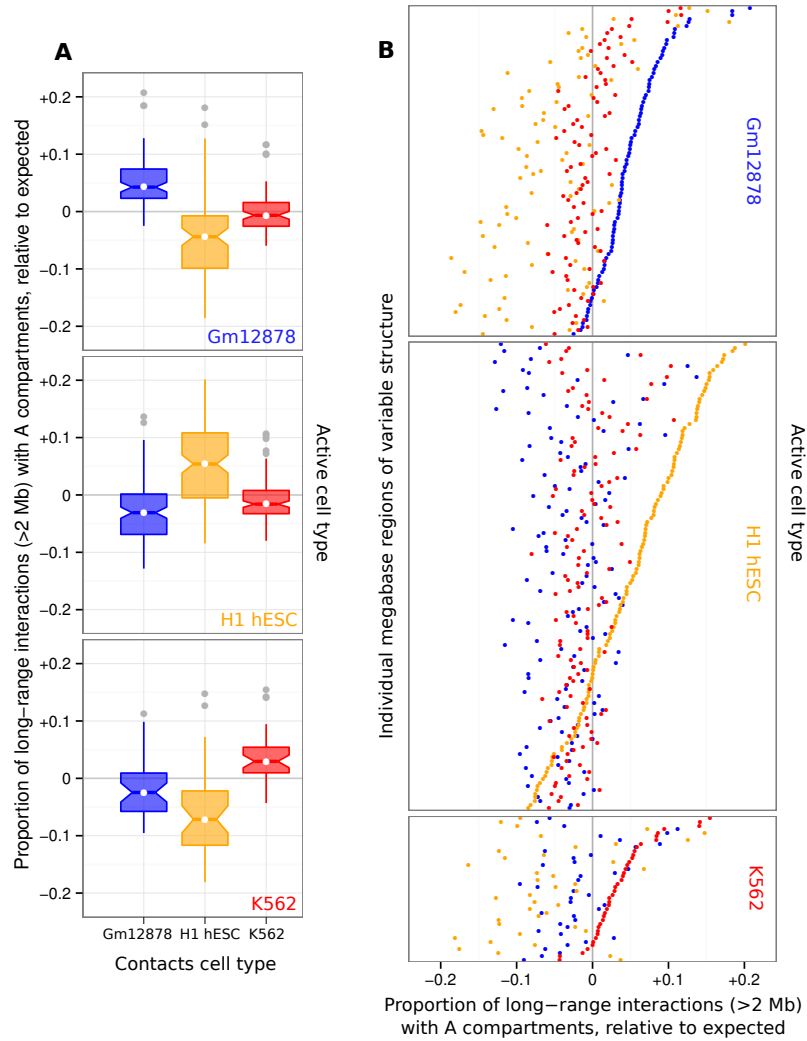 A
Proportion of long−range interactions (>2 Mb) with A compartments, relative to expected
+0.2
+0.1
0
−0.1
−0.2
Gm12878
+0.2
+0.1
0
−0.1
−0.2
H1 hESC
+0.2
+0.1
0
−0.1
−0.2
K562
Active cell type
Gm12878 H1 hESC K562
Contacts cell type
B
Individual megabase regions of variable structure
Gm12878
H1 hESC
K562
Active cell type
−0.2 −0.1 0 +0.1 +0.2
Proportion of long−range interactions (>2 Mb)
with A compartments, relative to expected